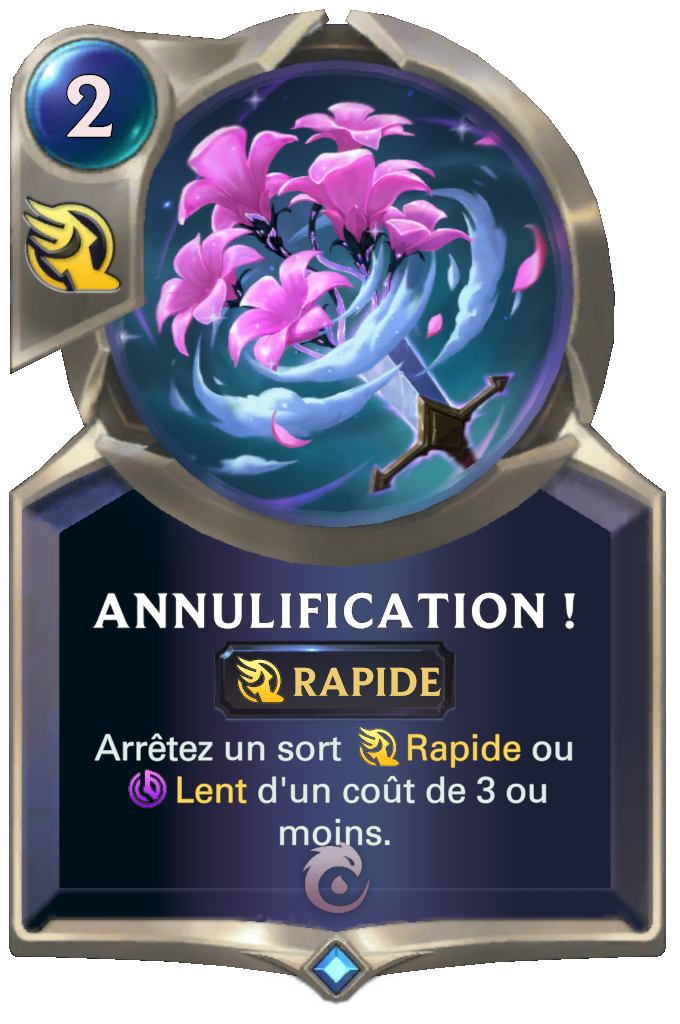 2
ANNULIFICATION !
RAPIDE
Arrêtez un sort Rapide ou
Lent d'un coût de 3 ou
moins.